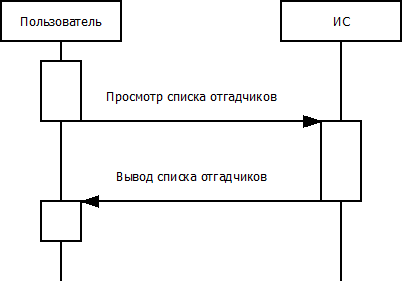 Пользователь
ИС
Просмотр списка отгадчиков
Вывод списка отгадчиков